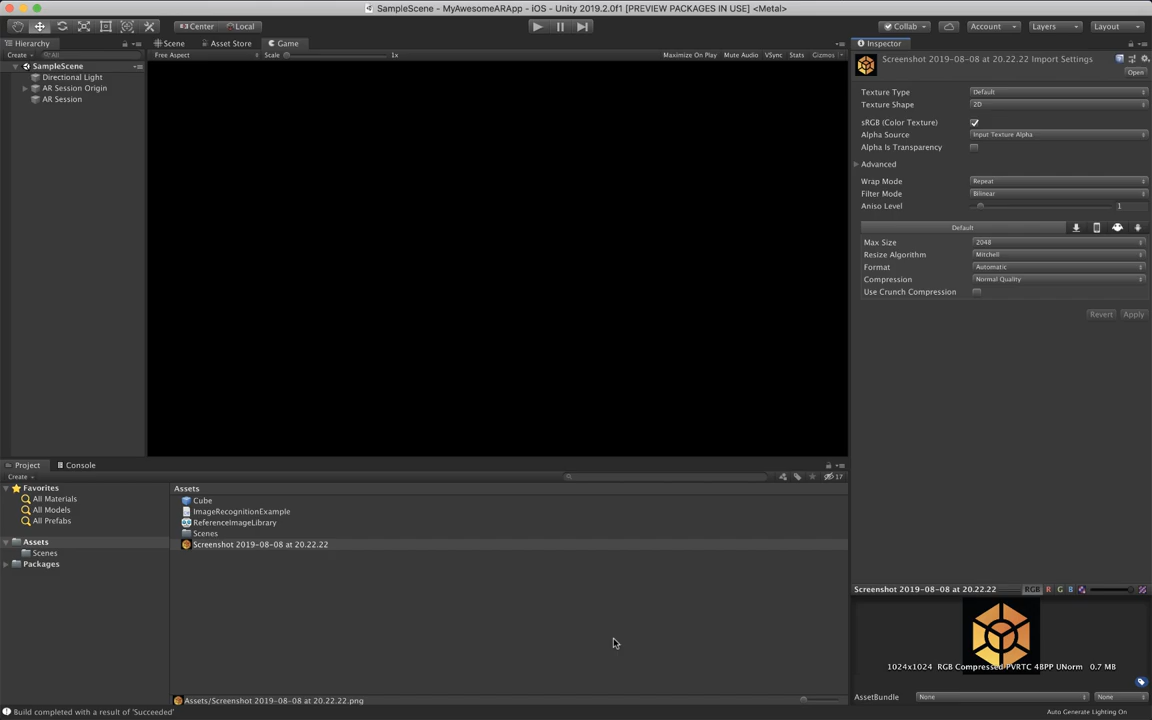 SampleScene - MyAwesomeARApp - iOS - Unity 2019.2.0f1 [PREVIEW PACKAGES IN USE] <Metal>
Center Local Collab Account Layers Layout
Hierarchy
Create All
SampleScene
Directional Light
AR Session Origin
AR Session
Scene Asset Store Game
Free Aspect Scale 1x Maximize On Play Mute Audio VSync Stats Gizmos
Inspector
Screenshot 2019-08-08 at 20.22.22 Import Settings
Open
Texture Type Default
Texture Shape 2D
sRGB (Color Texture)
Alpha Source Input Texture Alpha
Alpha Is Transparency
Advanced
Wrap Mode Repeat
Filter Mode Bilinear
Aniso Level 1
Default
Max Size 2048
Resize Algorithm Mitchell
Format Automatic
Compression Normal Quality
Use Crunch Compression
Revert Apply
Project Console
Create 17
Favorites
All Materials
All Models
All Prefabs
Assets
Scenes
Packages
Assets
Cube
ImageRecognitionExample
ReferenceImageLibrary
Scenes
Screenshot 2019-08-08 at 20.22.22
Assets/Screenshot 2019-08-08 at 20.22.22.png
Screenshot 2019-08-08 at 20.22.22 RGB R G B
1024x1024 RGB Compressed PVRTC 4BPP UNorm 0.7 MB
AssetBundle None None
Build completed with a result of 'Succeeded'
Auto Generate Lighting On